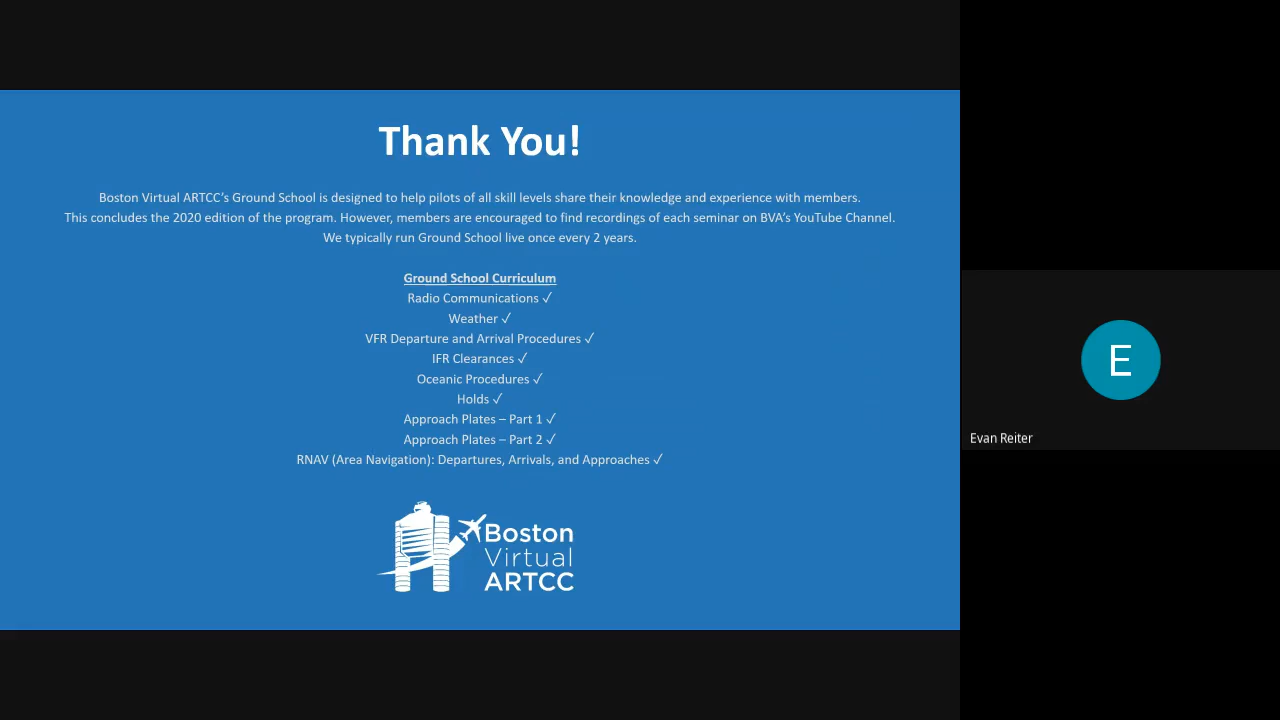 Thank You!
Boston Virtual ARTCC’s Ground School is designed to help pilots of all skill levels share their knowledge and experience with members.
This concludes the 2020 edition of the program. However, members are encouraged to find recordings of each seminar on BVA’s YouTube Channel.
We typically run Ground School live once every 2 years.
Ground School Curriculum
Radio Communications ✓
Weather ✓
VFR Departure and Arrival Procedures ✓
IFR Clearances ✓
Oceanic Procedures ✓
Holds ✓
Approach Plates – Part 1 ✓
Approach Plates – Part 2 ✓
RNAV (Area Navigation): Departures, Arrivals, and Approaches ✓
Boston
Virtual
ARTCC
E
Evan Reiter